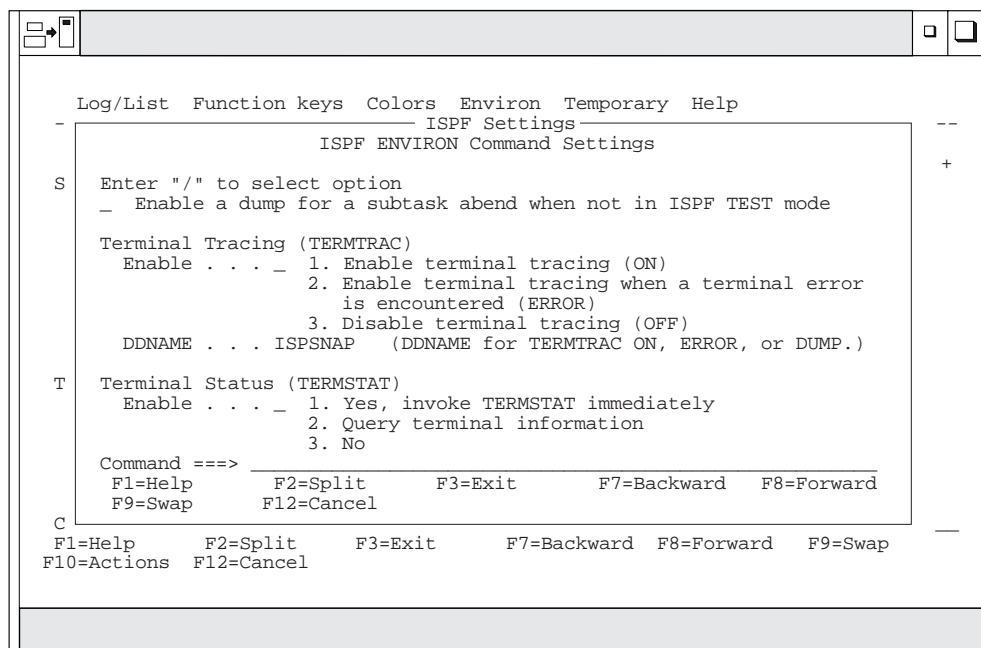 Log/List  Function keys  Colors  Environ  Temporary  Help
- ISPF Settings --
ISPF ENVIRON Command Settings
+
S Enter "/" to select option
_ Enable a dump for a subtask abend when not in ISPF TEST mode
Terminal Tracing (TERMTRAC)
Enable . . . _ 1. Enable terminal tracing (ON)
2. Enable terminal tracing when a terminal error
is encountered (ERROR)
3. Disable terminal tracing (OFF)
DDNAME . . . ISPSNAP (DDNAME for TERMTRAC ON, ERROR, or DUMP.)
T Terminal Status (TERMSTAT)
Enable . . . _ 1. Yes, invoke TERMSTAT immediately
2. Query terminal information
3. No
Command ===> ______________________________________________________
F1=Help F2=Split F3=Exit F7=Backward F8=Forward
F9=Swap F12=Cancel
C __
F1=Help F2=Split F3=Exit F7=Backward F8=Forward F9=Swap
F10=Actions F12=Cancel